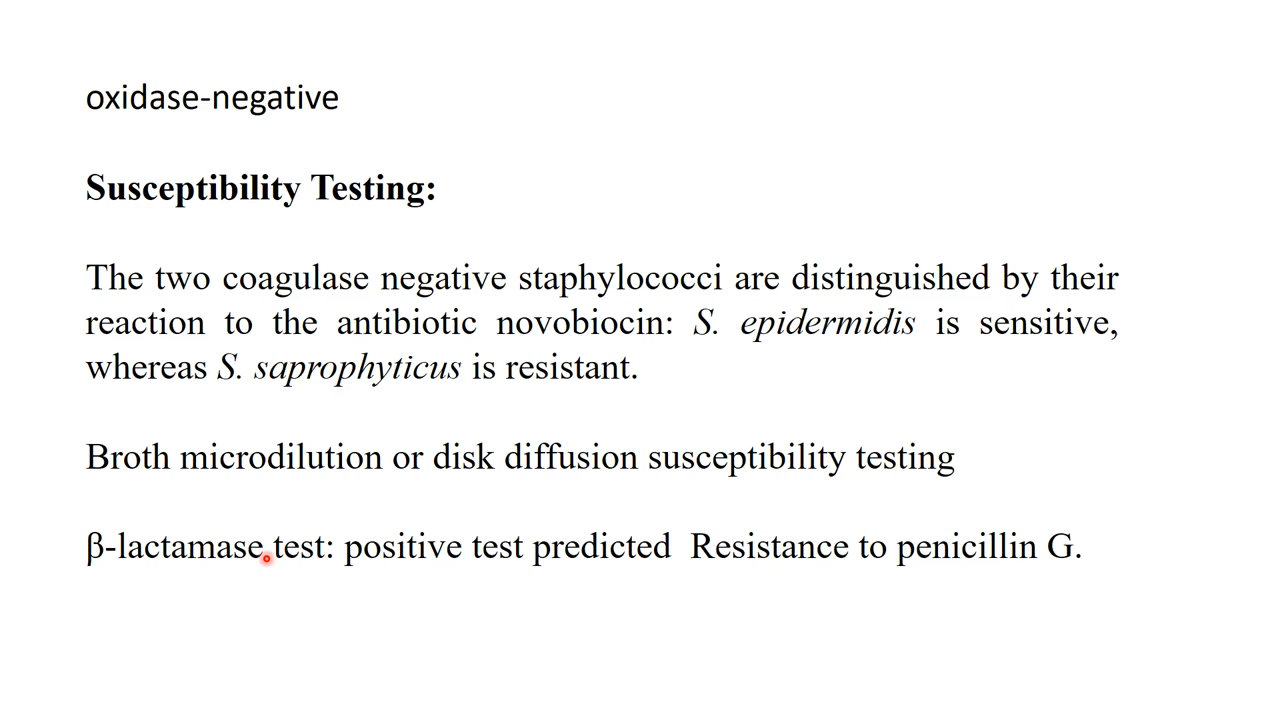 oxidase-negative
Susceptibility Testing:
The two coagulase negative staphylococci are distinguished by their
reaction to the antibiotic novobiocin: S. epidermidis is sensitive,
whereas S. saprophyticus is resistant.
Broth microdilution or disk diffusion susceptibility testing
β-lactamase test: positive test predicted  Resistance to penicillin G.